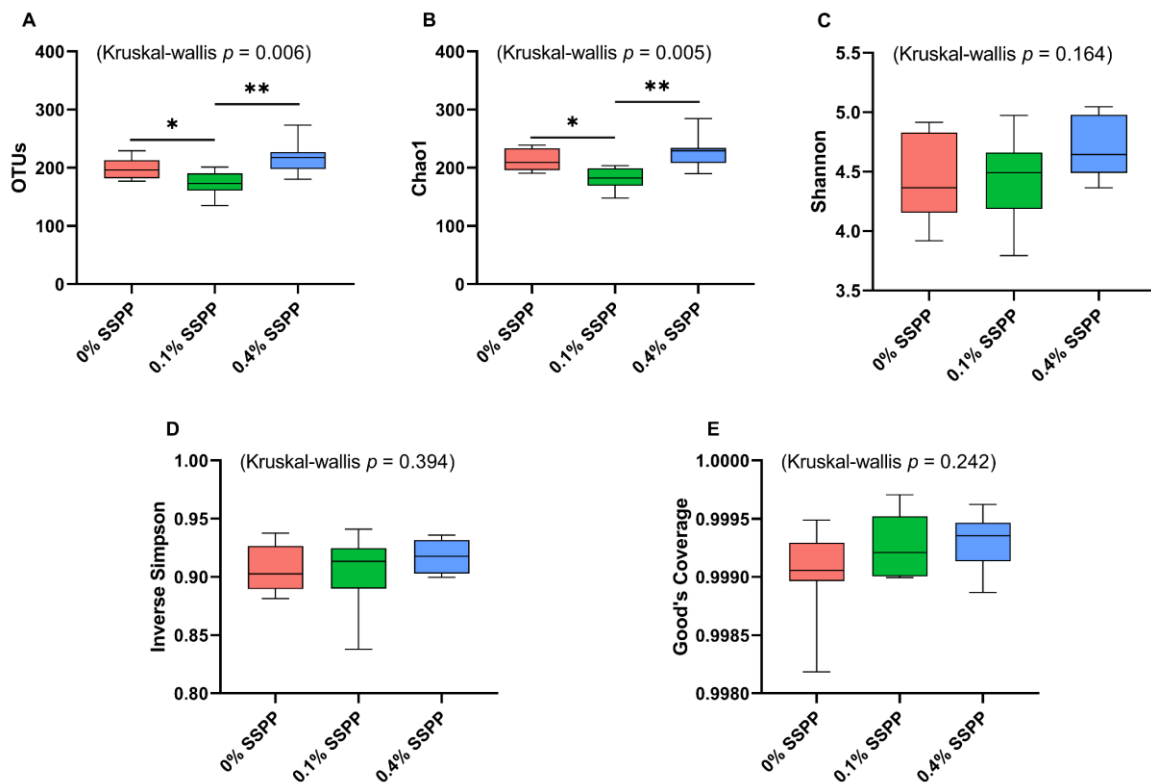 A
(Kruskal-wallis p = 0.006)
400
300
200
100
0
OTUs
*
**
0% SSPP
0.1% SSPP
0.4% SSPP
B
(Kruskal-wallis p = 0.005)
400
300
200
100
0
Chao1
*
**
0% SSPP
0.1% SSPP
0.4% SSPP
C
(Kruskal-wallis p = 0.164)
5.5
5.0
4.5
4.0
3.5
Shannon
0% SSPP
0.1% SSPP
0.4% SSPP
D
(Kruskal-wallis p = 0.394)
1.00
0.95
0.90
0.85
0.80
Inverse Simpson
0% SSPP
0.1% SSPP
0.4% SSPP
E
(Kruskal-wallis p = 0.242)
1.0000
0.9995
0.9990
0.9985
0.9980
Good's Coverage
0% SSPP
0.1% SSPP
0.4% SSPP